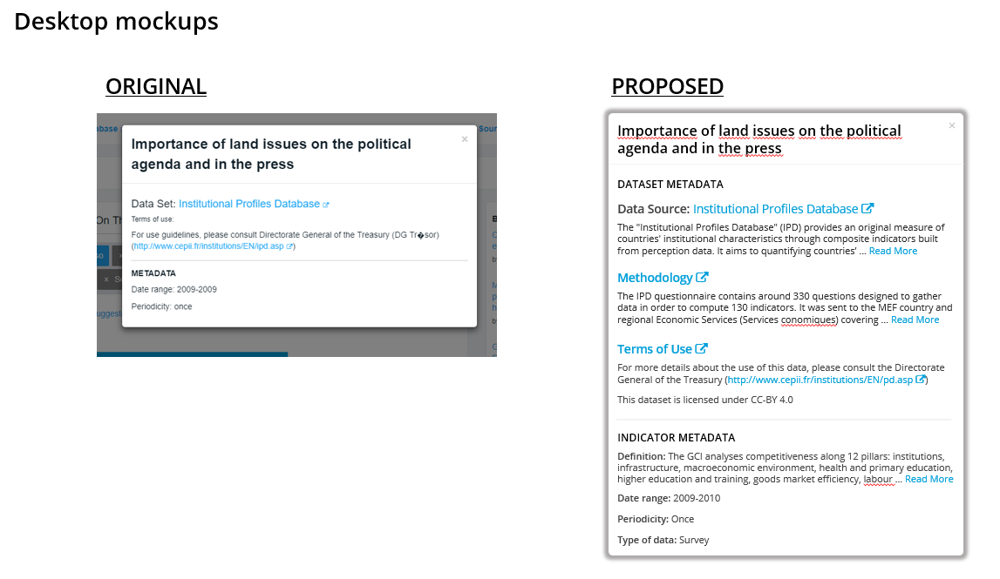 Desktop mockups
ORIGINAL
base
Sour
Importance of land issues on the political
agenda and in the press
×
Data Set: Institutional Profiles Database
Terms of use:
For use guidelines, please consult Directorate General of the Treasury (DG Tr�sor)
(http://www.cepii.fr/institutions/EN/ipd.asp)
METADATA
Date range: 2009-2009
Periodicity: once
On Th
uggest
PROPOSED
Importance of land issues on the political
agenda and in the press
×
DATASET METADATA
Data Source: Institutional Profiles Database
The "Institutional Profiles Database" (IPD) provides an original measure of
countries' institutional characteristics through composite indicators built
from perception data. It aims to quantifying countries' ... Read More
Methodology
The IPD questionnaire contains around 330 questions designed to gather
data in order to compute 130 indicators. It was sent to the MEF country and
regional Economic Services (Services conomiques) covering ... Read More
Terms of Use
For more details about the use of this data, please consult the Directorate
General of the Treasury (http://www.cepii.fr/institutions/EN/pd.asp)
This dataset is licensed under CC-BY 4.0
INDICATOR METADATA
Definition: The GCI analyses competitiveness along 12 pillars: institutions,
infrastructure, macroeconomic environment, health and primary education,
higher education and training, goods market efficiency, labour ... Read More
Date range: 2009-2010
Periodicity: Once
Type of data: Survey